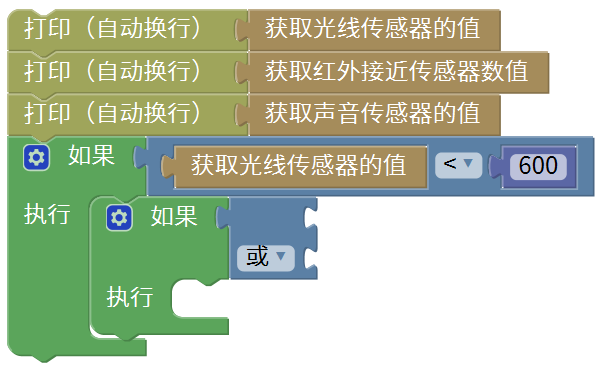 打印（自动换行） 获取光线传感器的值
打印（自动换行） 获取红外接近传感器数值
打印（自动换行） 获取声音传感器的值
如果 获取光线传感器的值 < 600
执行 如果
或
执行